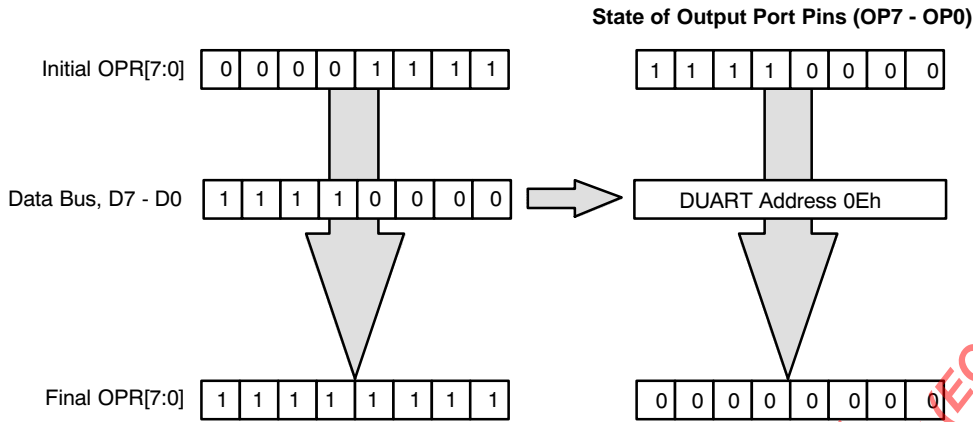 State of Output Port Pins (OP7 - OP0)
Initial OPR[7:0] 0 0 0 0 1 1 1 1 1 1 1 1 0 0 0 0
Data Bus, D7 - D0 1 1 1 1 0 0 0 0 DUART Address 0Eh
Final OPR[7:0] 1 1 1 1 1 1 1 1 0 0 0 0 0 0 0 0